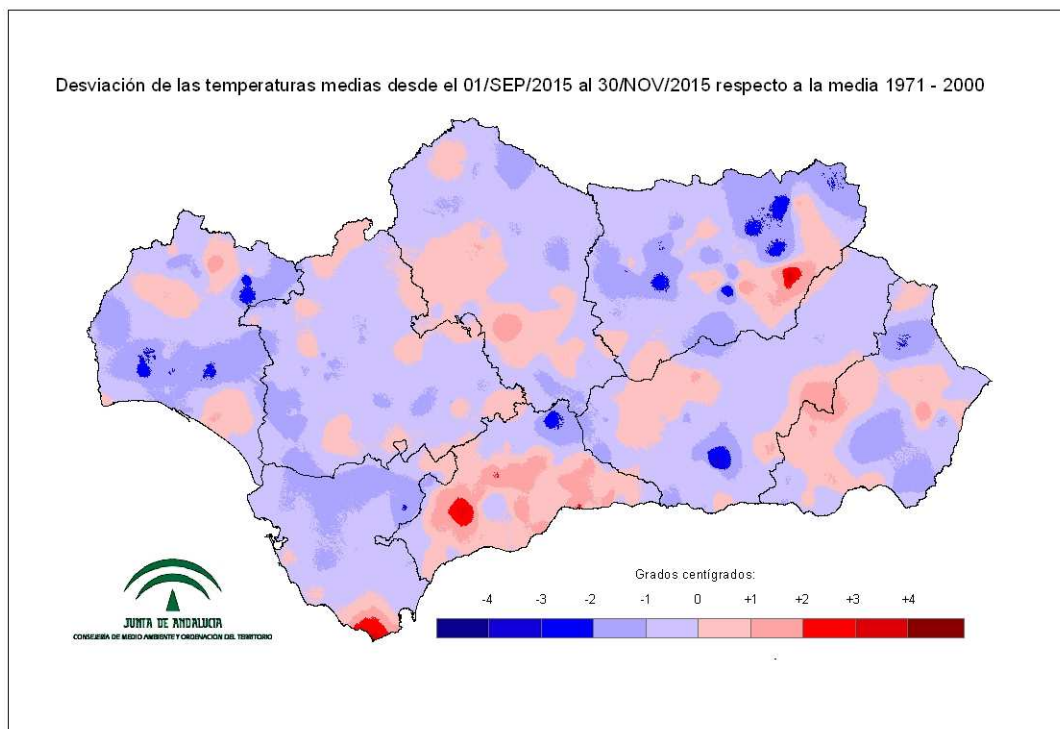 Desviación de las temperaturas medias desde el 01/SEP/2015 al 30/NOV/2015 respecto a la media 1971 - 2000
Grados centígrados:
-4 -3 -2 -1 0 +1 +2 +3 +4
JUNTA DE ANDALUCIA
CONSEJERÍA DE MEDIO AMBIENTE Y ORDENACIÓN DEL TERRITORIO